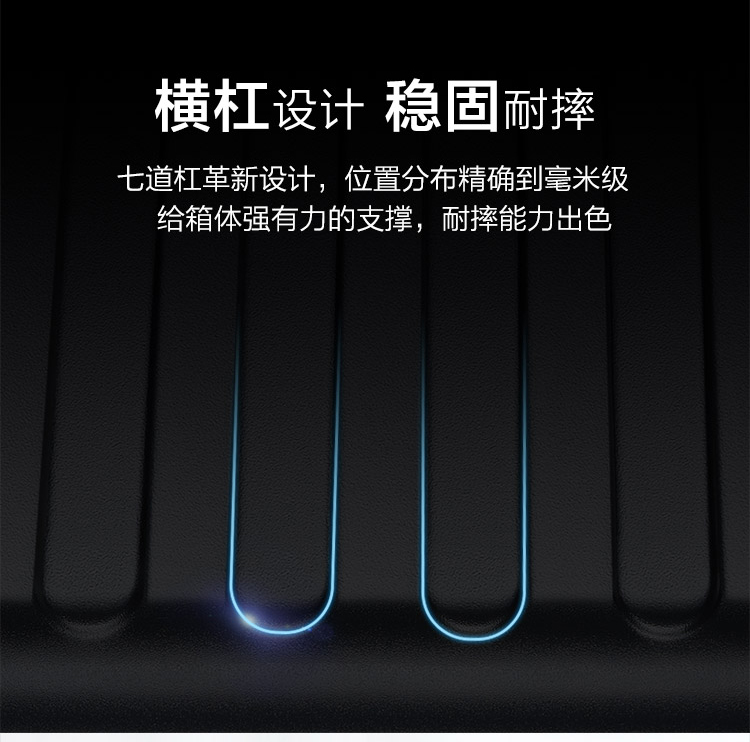 横杠设计 稳固耐摔
七道杠革新设计，位置分布精确到毫米级
给箱体强有力的支撑，耐摔能力出色